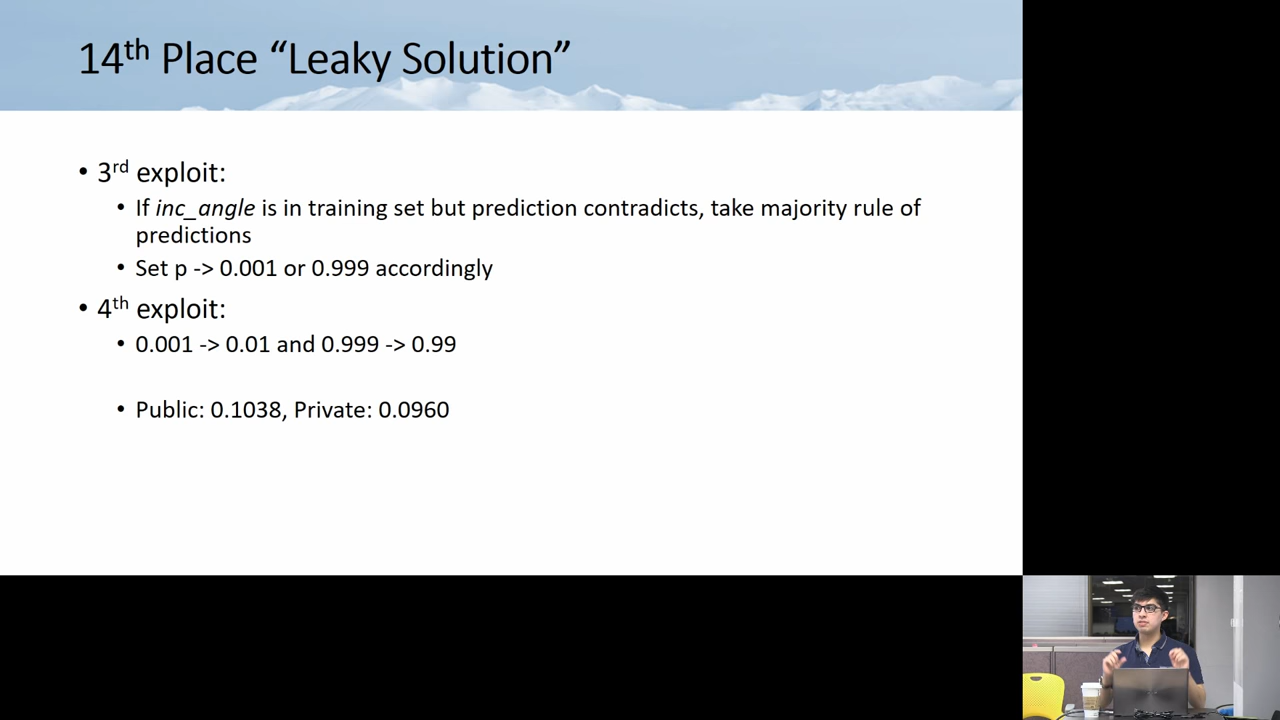 14th Place “Leaky Solution”
• 3rd exploit:
• If inc_angle is in training set but prediction contradicts, take majority rule of
predictions
• Set p -> 0.001 or 0.999 accordingly
• 4th exploit:
• 0.001 -> 0.01 and 0.999 -> 0.99
• Public: 0.1038, Private: 0.0960